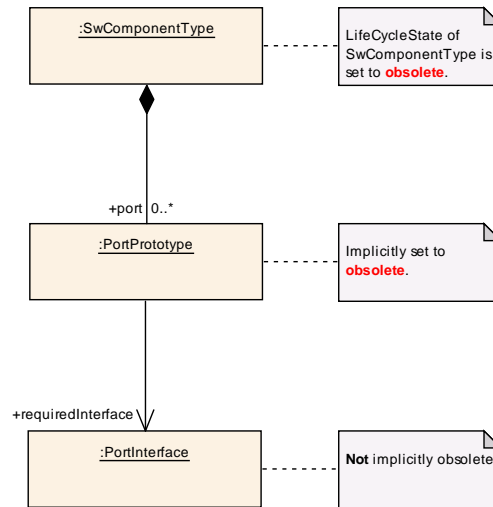 :SwComponentType
LifeCycleState of
SwComponentType is
set to obsolete.
+port 0..*
:PortPrototype
Implicitly set to
obsolete.
+requiredInterface
:PortInterface
Not implicitly obsolete